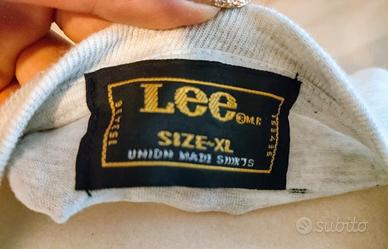 Lee ®M.R.
SIZE-XL
UNION MADE SHIRTS
subito